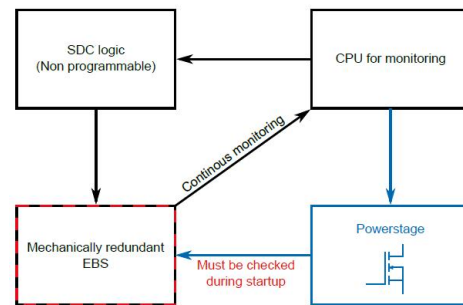 SDC logic
(Non programmable)
CPU for monitoring
Continous monitoring
Mechanically redundant
EBS
Must be checked
during startup
Powerstage